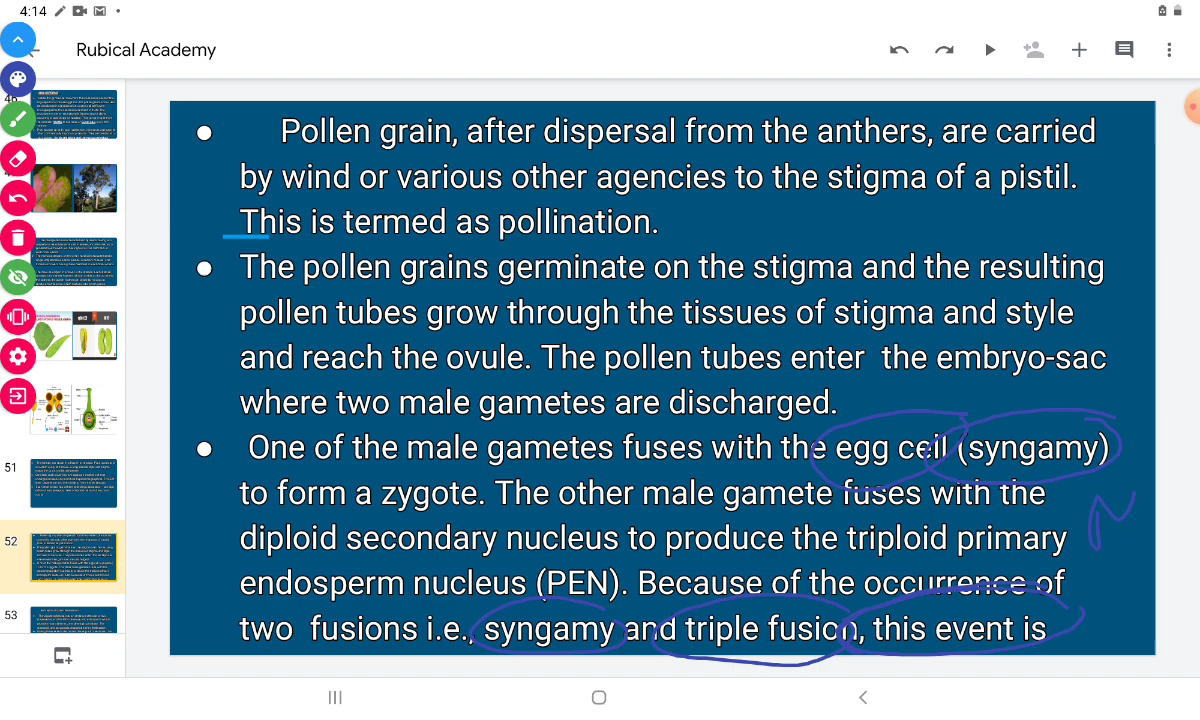 4:14
Rubical Academy
● Pollen grain, after dispersal from the anthers, are carried
by wind or various other agencies to the stigma of a pistil.
This is termed as pollination.
● The pollen grains germinate on the stigma and the resulting
pollen tubes grow through the tissues of stigma and style
and reach the ovule. The pollen tubes enter the embryo-sac
where two male gametes are discharged.
● One of the male gametes fuses with the egg cell (syngamy)
to form a zygote. The other male gamete fuses with the
diploid secondary nucleus to produce the triploid primary
endosperm nucleus (PEN). Because of the occurrence of
two fusions i.e., syngamy and triple fusion, this event is
N
51
52
53